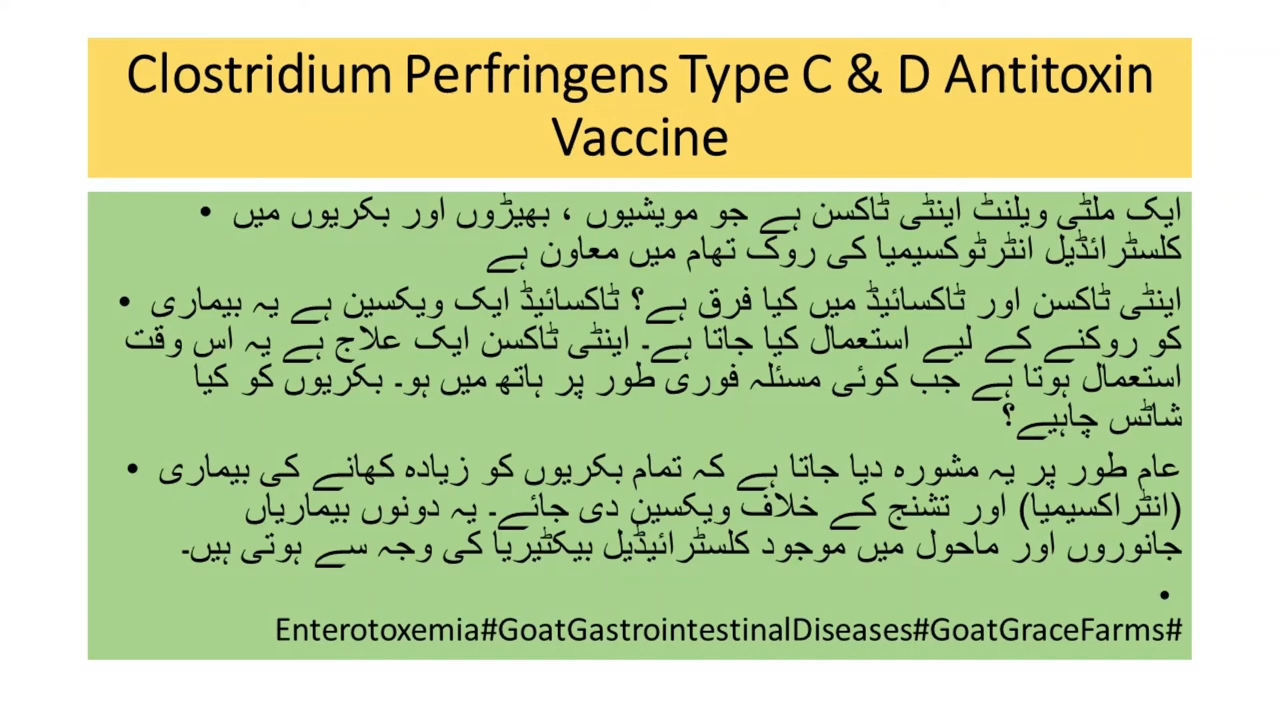 Clostridium Perfringens Type C & D Antitoxin
Vaccine
• ایک ملٹی ویلنٹ اینٹی ٹاکسن ہے جو مویشیوں ، بھیڑوں اور بکریوں میں
کلسٹرائڈیل انٹرٹوکسیمیا کی روک تھام میں معاون ہے
• اینٹی ٹاکسن اور ٹاکسائیڈ میں کیا فرق ہے؟ ٹاکسائیڈ ایک ویکسین ہے یہ بیماری
کو روکنے کے لیے استعمال کیا جاتا ہے۔ اینٹی ٹاکسن ایک علاج ہے یہ اس وقت
استعمال ہوتا ہے جب کوئی مسئلہ فوری طور پر ہاتھ میں ہو۔ بکریوں کو کیا
شاٹس چاہیے؟
• عام طور پر یہ مشورہ دیا جاتا ہے کہ تمام بکریوں کو زیادہ کھانے کی بیماری
(انٹراکسیمیا) اور تشنج کے خلاف ویکسین دی جائے۔ یہ دونوں بیماریاں
جانوروں اور ماحول میں موجود کلسٹرائیڈیل بیکٹیریا کی وجہ سے ہوتی ہیں۔
•
Enterotoxemia#GoatGastrointestinalDiseases#GoatGraceFarms#